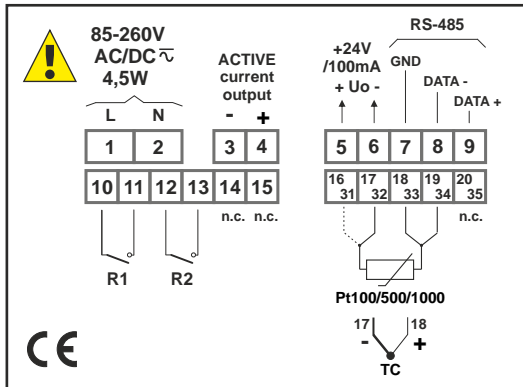 85-260V
AC/DC
4,5W
L N
ACTIVE
current
output
- +
+24V
/100mA
+ Uo -
RS-485
GND
DATA -
DATA +
1 2 3 4 5 6 7 8 9
10 11 12 13 14 15
16 17 18 19 20
31 32 33 34 35
n.c. n.c. n.c.
R1 R2
Pt100/500/1000
17 18
- +
TC
CE